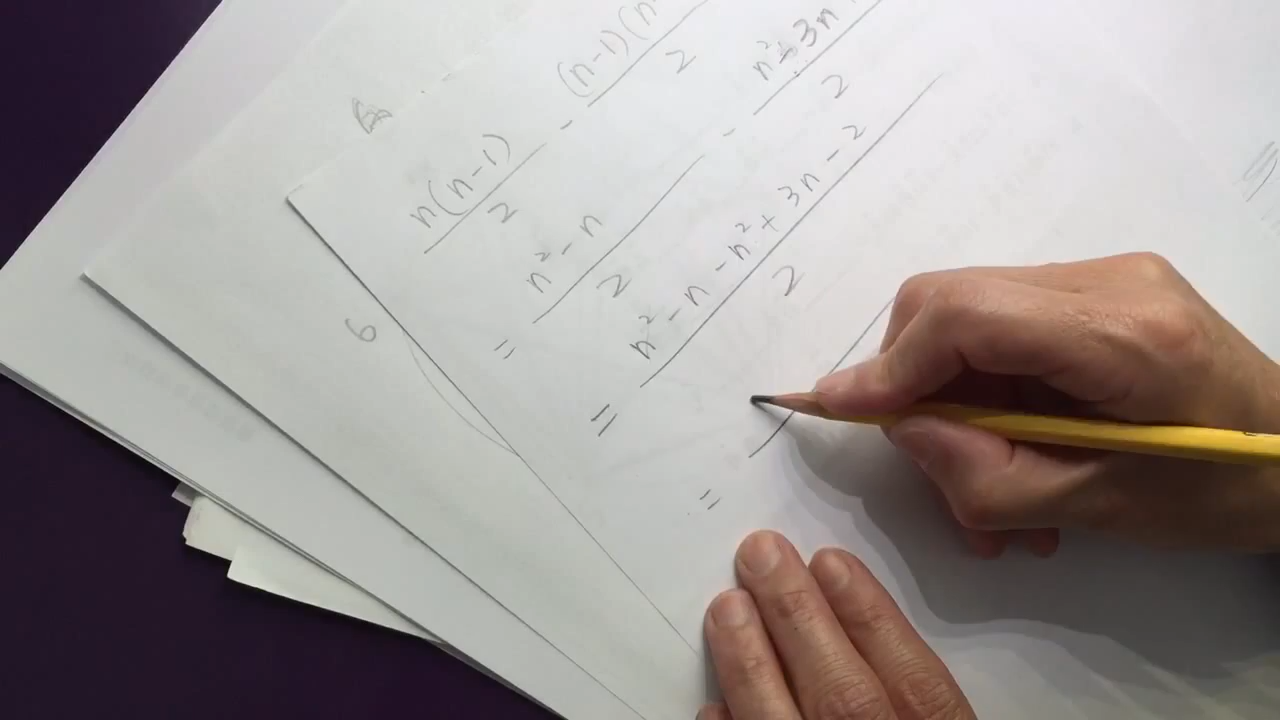 n(n-1)/2 - (n-1)(n-/2
= n² - n/2 - n² - 3n/2
= n² - n - n² + 3n - 2/2
=
6